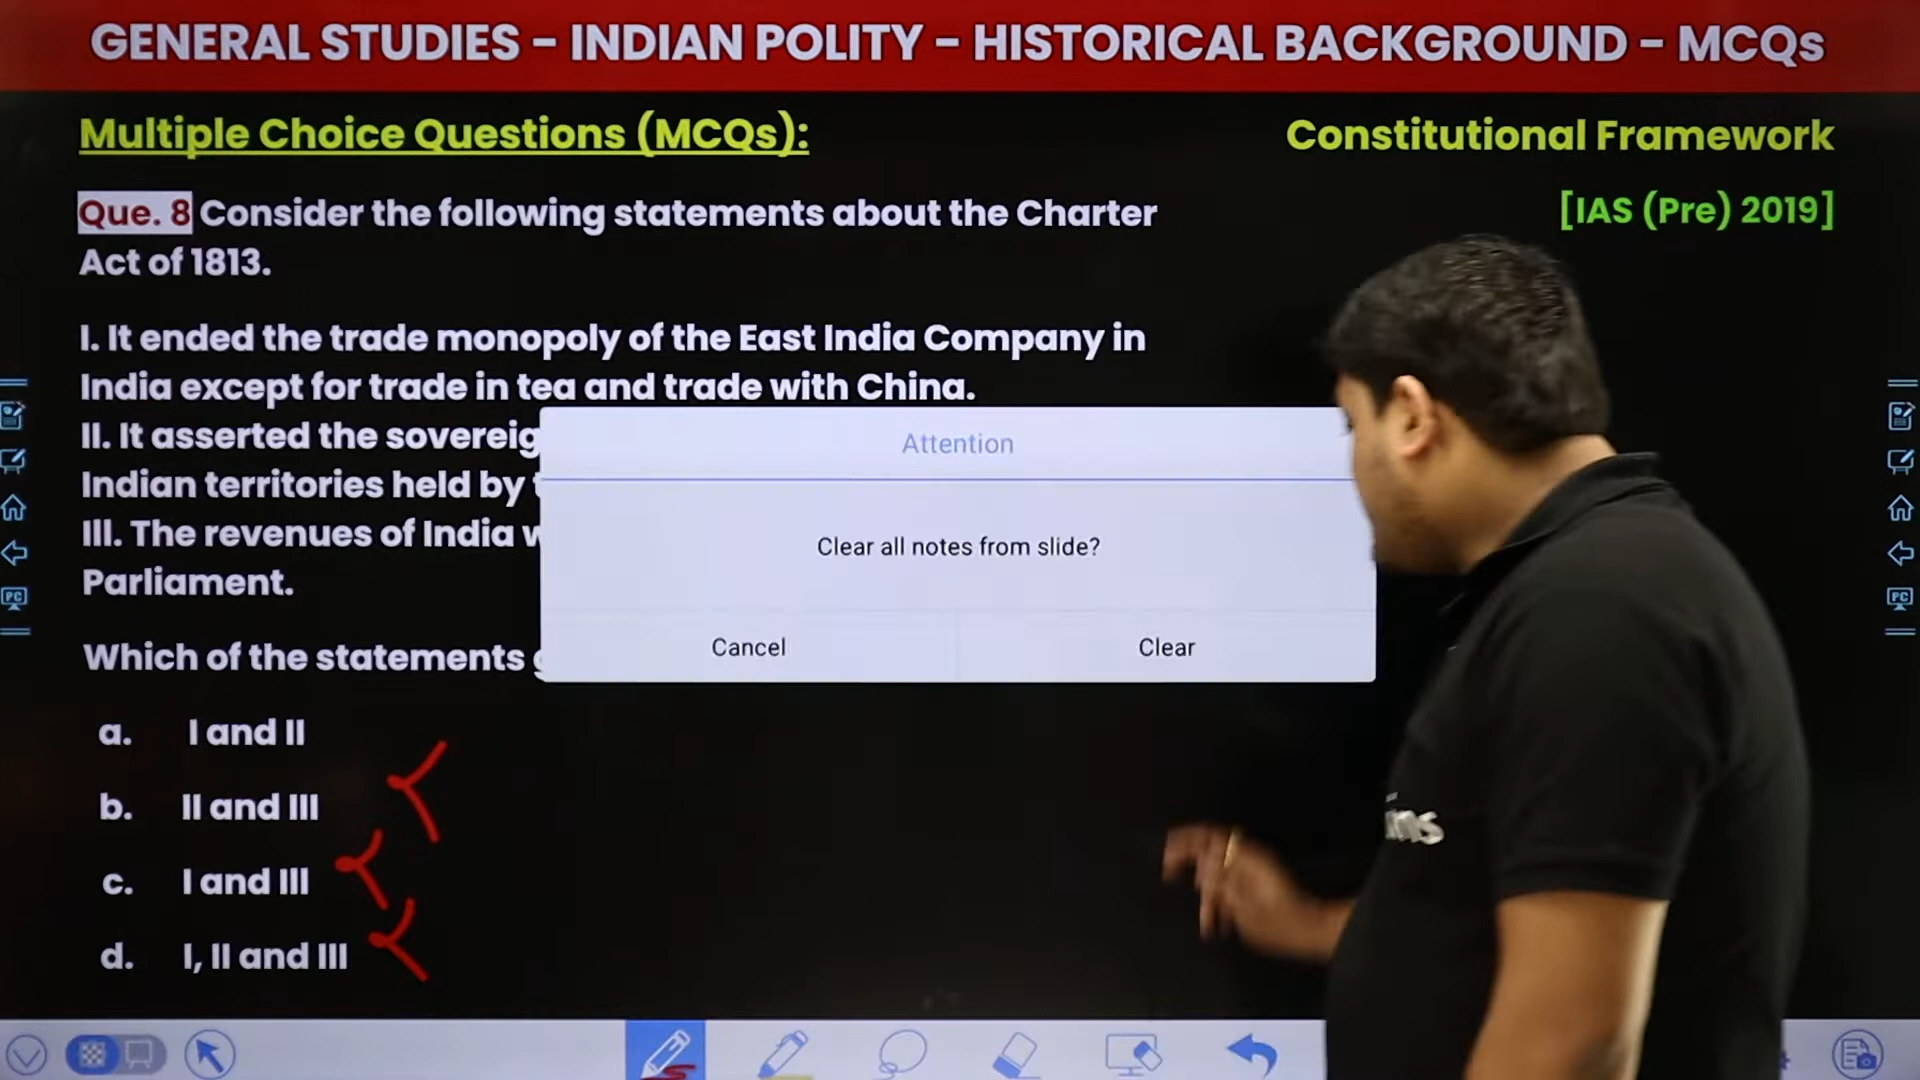 GENERAL STUDIES - INDIAN POLITY - HISTORICAL BACKGROUND - MCQs
Multiple Choice Questions (MCQs):
Constitutional Framework
Que. 8 Consider the following statements about the Charter
[IAS (Pre) 2019]
Act of 1813.
I. It ended the trade monopoly of the East India Company in
India except for trade in tea and trade with China.
II. It asserted the
Indian territories held by
III. The revenues of India
Parliament.
Attention
Clear all notes from slide?
Cancel
Clear
Which of the statements
a. I and II
b. II and III
c. I and III
d. I, II and III
PC
PC